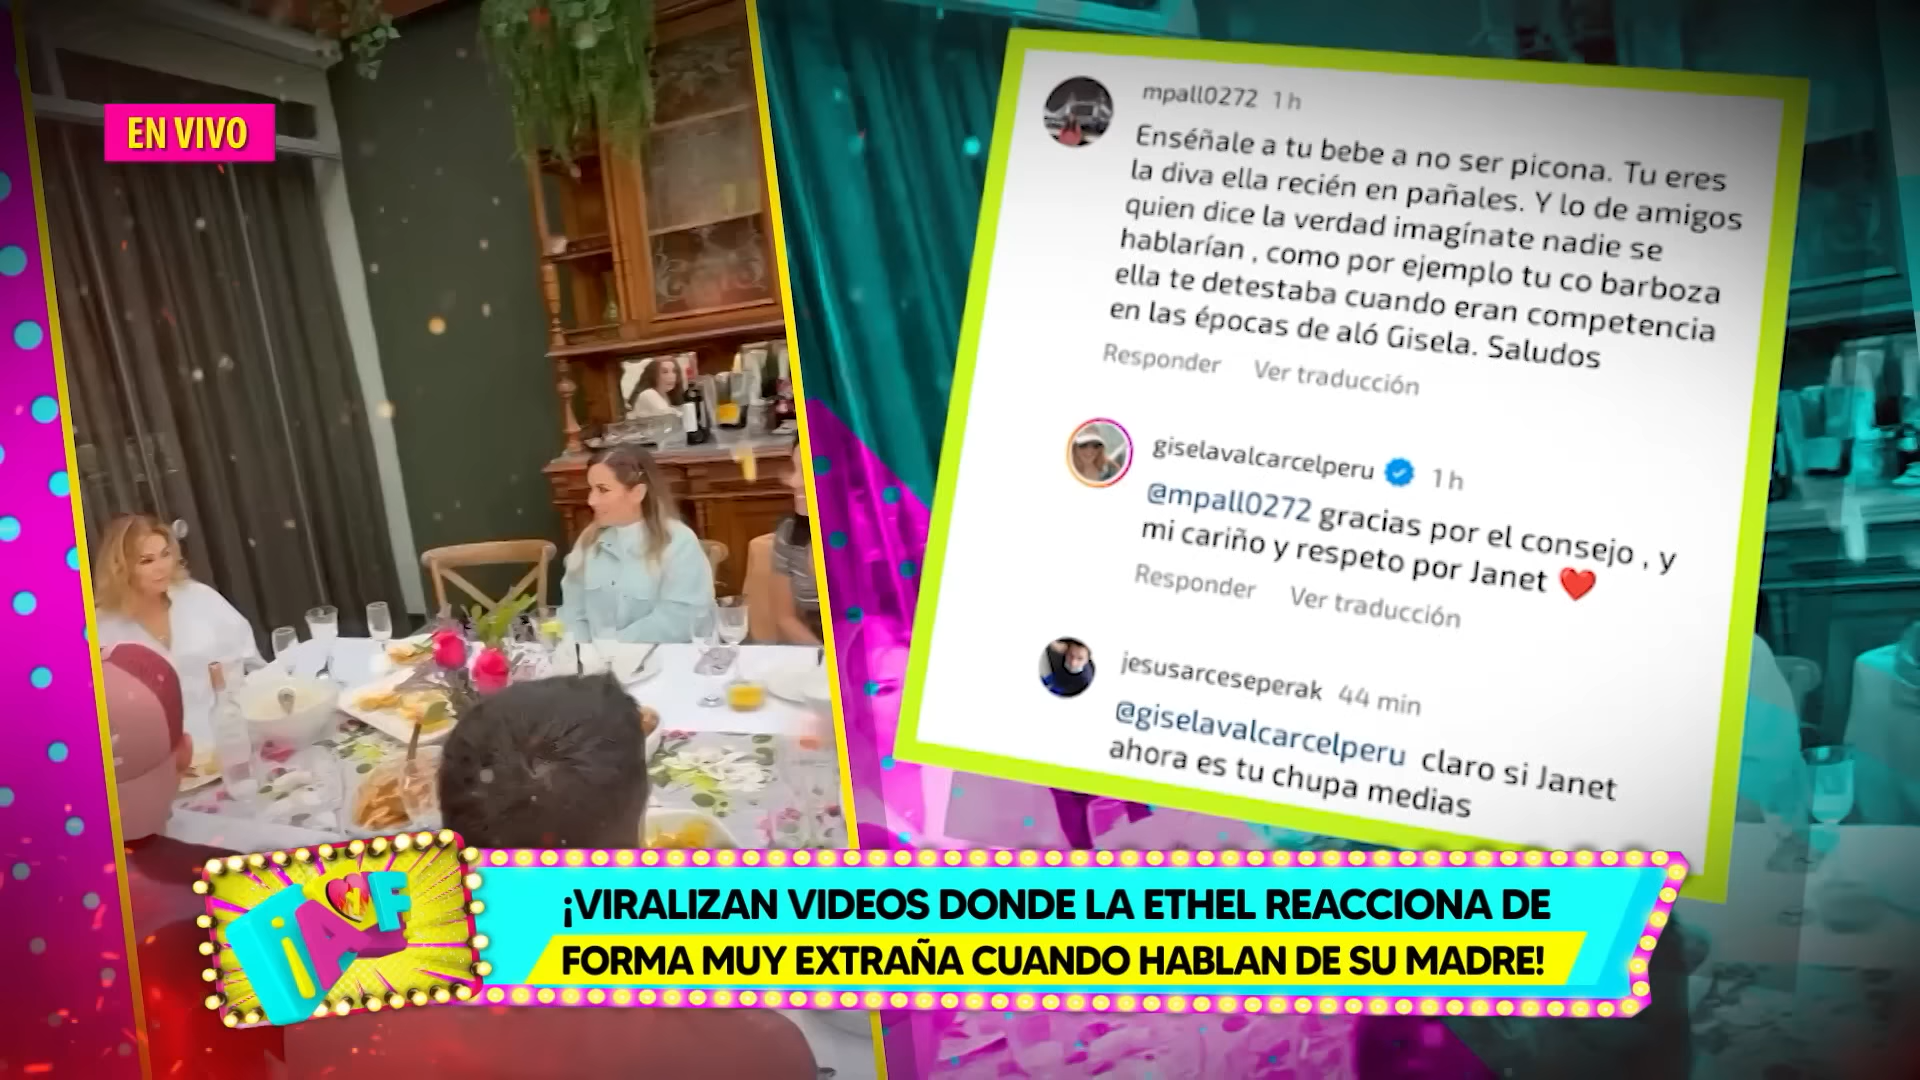 EN VIVO
mpall0272 1 h
Enséñale a tu bebe a no ser picona. Tu eres
la diva ella recién en pañales. Y lo de amigos
quien dice la verdad imagínate nadie se
hablarían , como por ejemplo tu co barboza
ella te detestaba cuando eran competencia
en las épocas de aló Gisela. Saludos
Responder Ver traducción
giselavalcarcelperu 1 h
@mpall0272 gracias por el consejo , y
mi cariño y respeto por Janet ❤️
Responder Ver traducción
jesusarceseperak 44 min
@giselavalcarcelperu claro si Janet
ahora es tu chupa medias
¡AF
¡VIRALIZAN VIDEOS DONDE LA ETHEL REACCIONA DE
FORMA MUY EXTRAÑA CUANDO HABLAN DE SU MADRE!